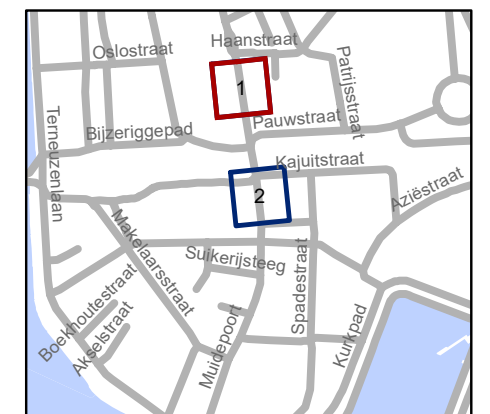 Haanstraat
Oslostraat
Patrijsstraat
1
Terneuzenlaan
Pauwstraat
Bijzeriggepad
Kajuitstraat
Aziëstraat
2
Makelaarsstraat
Suikerijsteeg
Spadestraat
Boekhoutestraat
Akselstraat
Muidepoort
Kurkpad